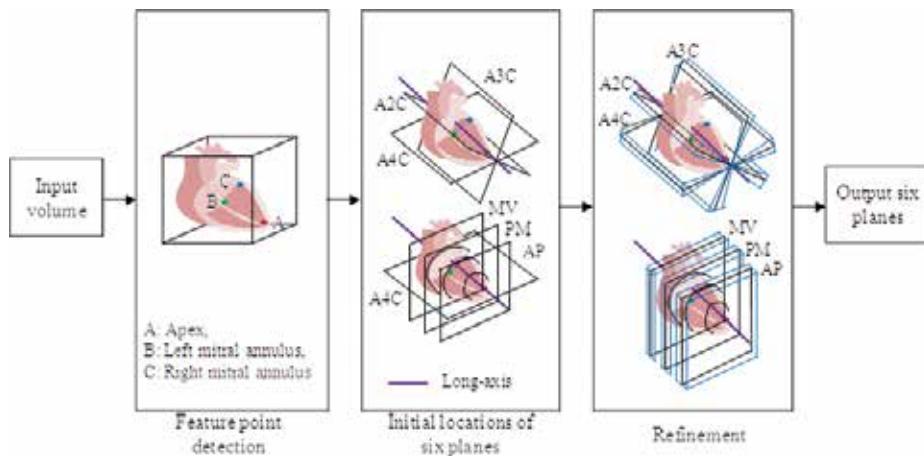 Input
volume
C
B
A
A: Apex,
B: Left mitral annulus,
C: Right mitral annulus
Feature point
detection
A3C
A2C
A4C
MV
PM
AP
A4C
Long-axis
Initial locations of
six planes
A3C
A2C
A4C
MV
PM
AP
Refinement
Output six
planes